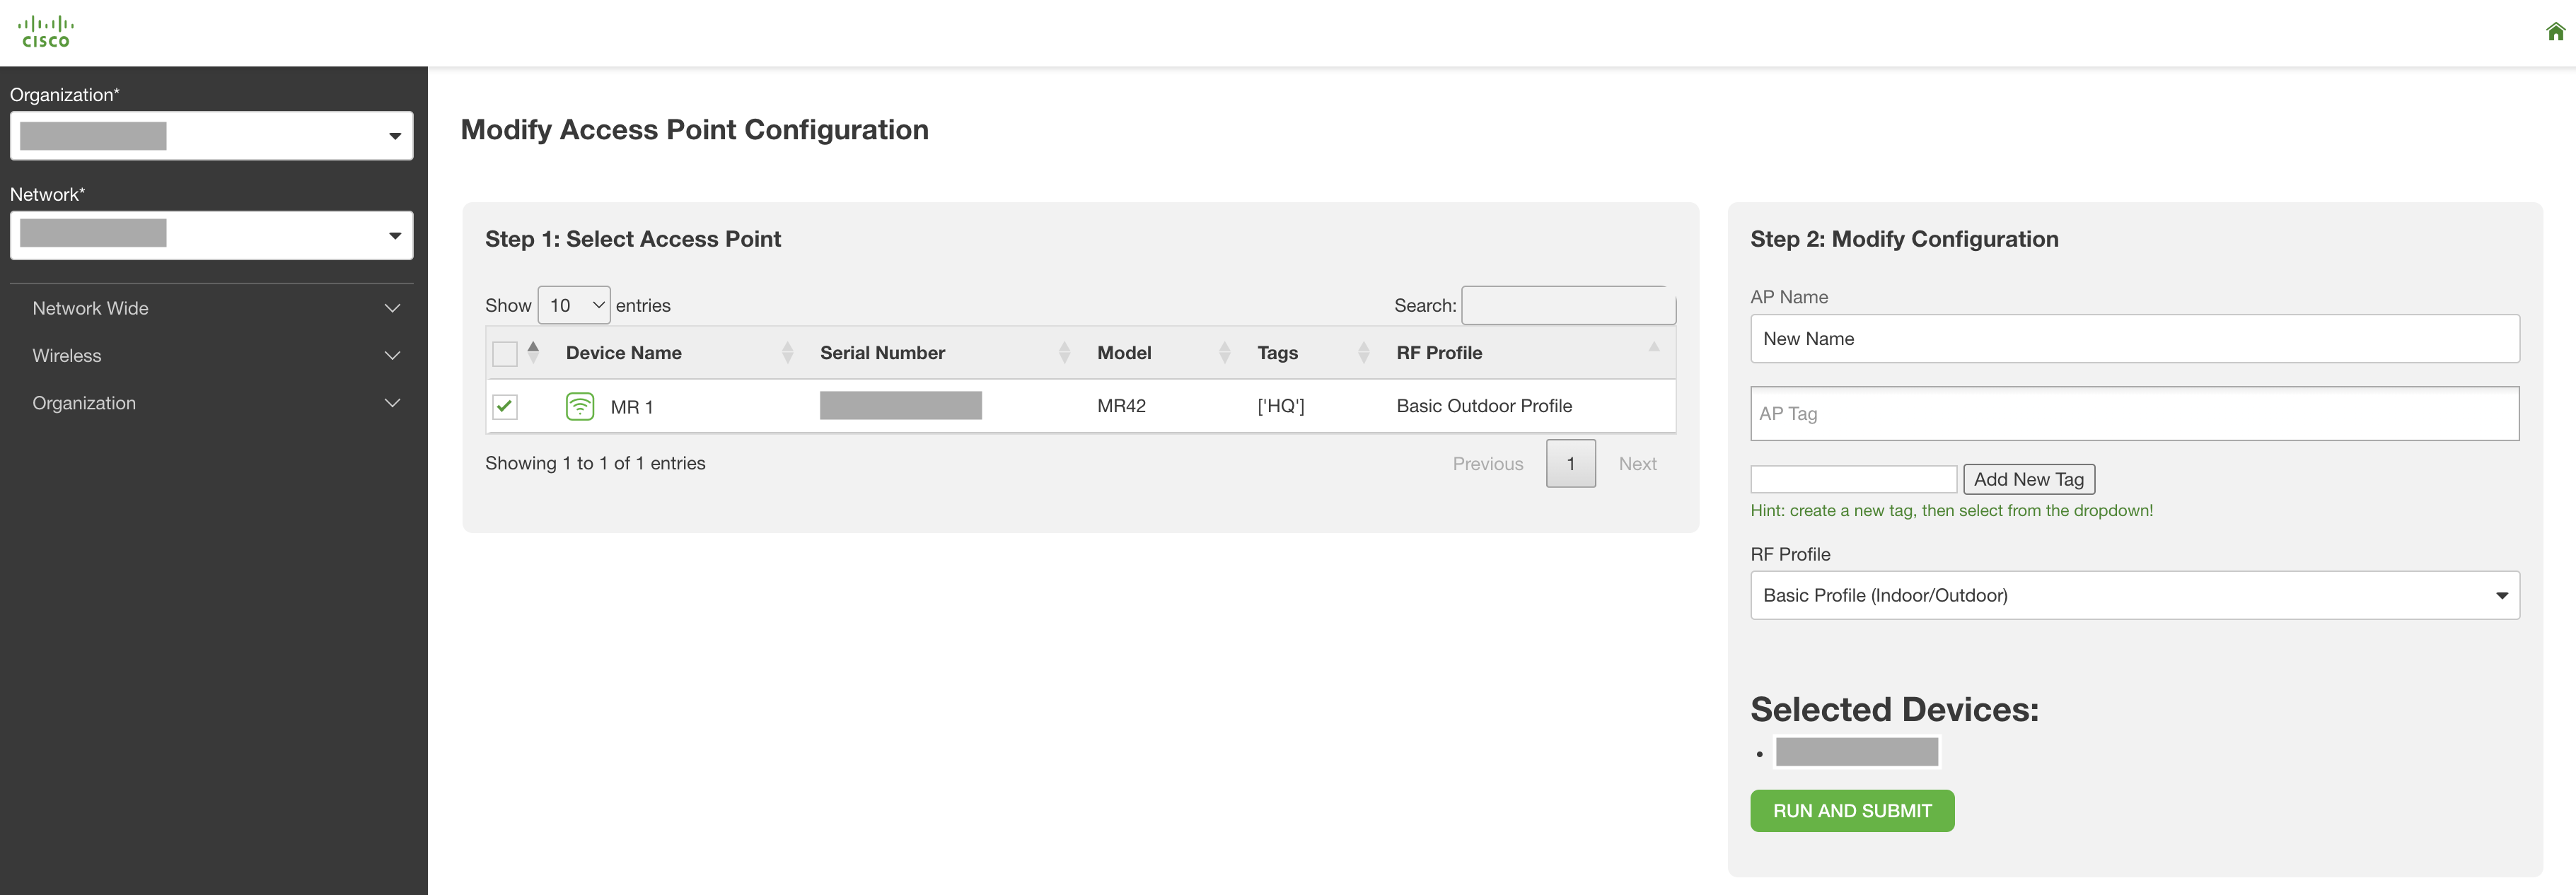 CISCO
Organization*
Network*
Network Wide
Wireless
Organization
Modify Access Point Configuration
Step 1: Select Access Point
Show 10 entries
Search:
Device Name Serial Number Model Tags RF Profile
MR 1 MR42 ['HQ'] Basic Outdoor Profile
Showing 1 to 1 of 1 entries
Previous 1 Next
Step 2: Modify Configuration
AP Name
New Name
AP Tag
Add New Tag
Hint: create a new tag, then select from the dropdown!
RF Profile
Basic Profile (Indoor/Outdoor)
Selected Devices:
RUN AND SUBMIT